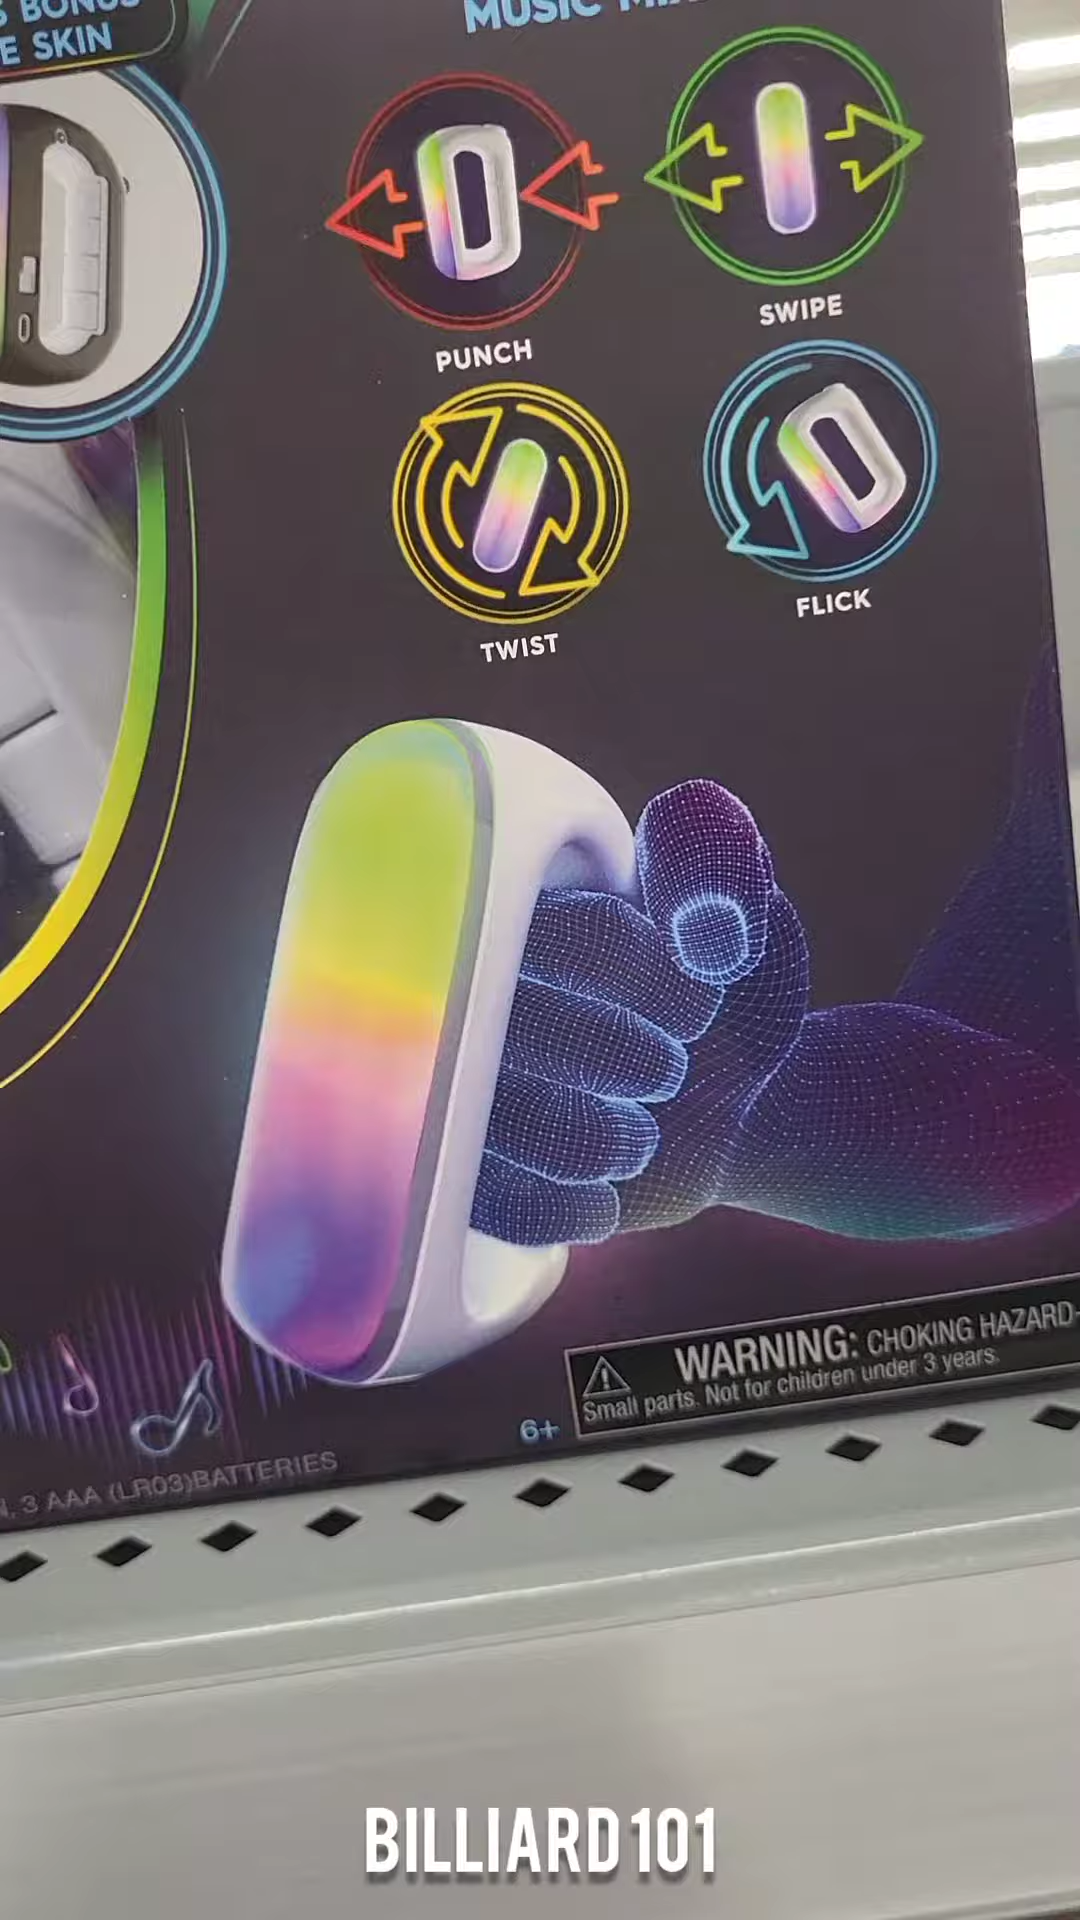 BONUS
SKIN
MUSIC
PUNCH
SWIPE
TWIST
FLICK
WARNING: CHOKING HAZARD-
Small parts. Not for children under 3 years.
6+
3 AAA (LR03)BATTERIES
BILLIARD 101